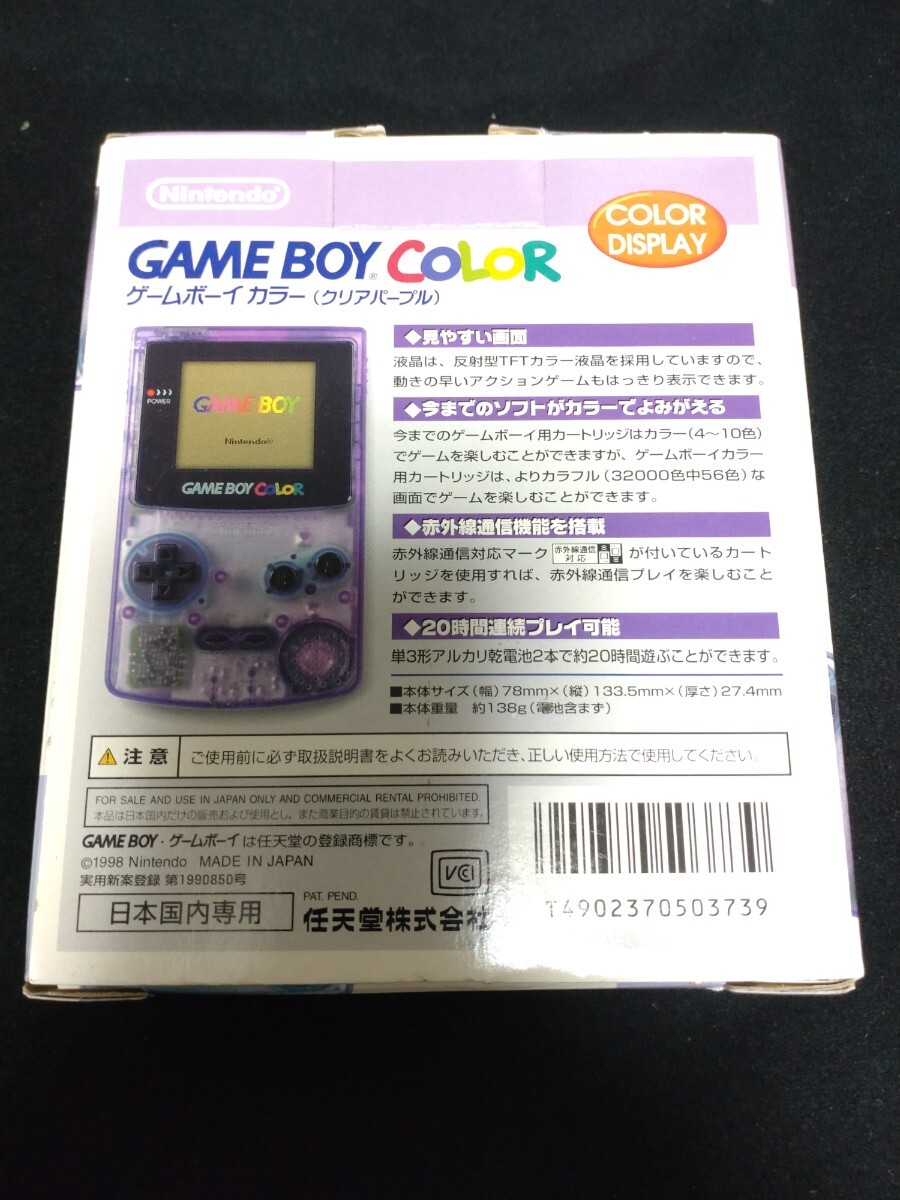 Nintendo
COLOR
DISPLAY
GAME BOY® COLOR
ゲームボーイ カラー（クリアパープル）
POWER
GAME BOY
Nintendo®
GAME BOY COLOR
◆見やすい画面
液晶は、反射型TFTカラー液晶を採用していますので、
動きの早いアクションゲームもはっきり表示できます。
◆今までのソフトがカラーでよみがえる
今までのゲームボーイ用カートリッジはカラー（4〜10色）
でゲームを楽しむことができますが、ゲームボーイカラー
用カートリッジは、よりカラフル（32000色中56色）な
画面でゲームを楽しむことができます。
◆赤外線通信機能を搭載
赤外線通信対応マーク 赤外線通信対応 が付いているカート
リッジを使用すれば、赤外線通信プレイを楽しむこと
ができます。
◆20時間連続プレイ可能
単3形アルカリ乾電池2本で約20時間遊ぶことができます。
■本体サイズ（幅）78mm×（縦）133.5mm×（厚さ）27.4mm
■本体重量 約138g（電池含まず）
注意 ご使用前に必ず取扱説明書をよくお読みいただき、正しい使用方法で使用してください。
FOR SALE AND USE IN JAPAN ONLY AND COMMERCIAL RENTAL PROHIBITED.
本品は日本国内だけの販売および使用とし、また商業目的の賃貸は禁止されています。
GAME BOY・ゲームボーイは任天堂の登録商標です。
©1998 Nintendo MADE IN JAPAN
実用新案登録 第1990850号
VCI
PAT. PEND.
日本国内専用
任天堂株式会社
T4902370503739